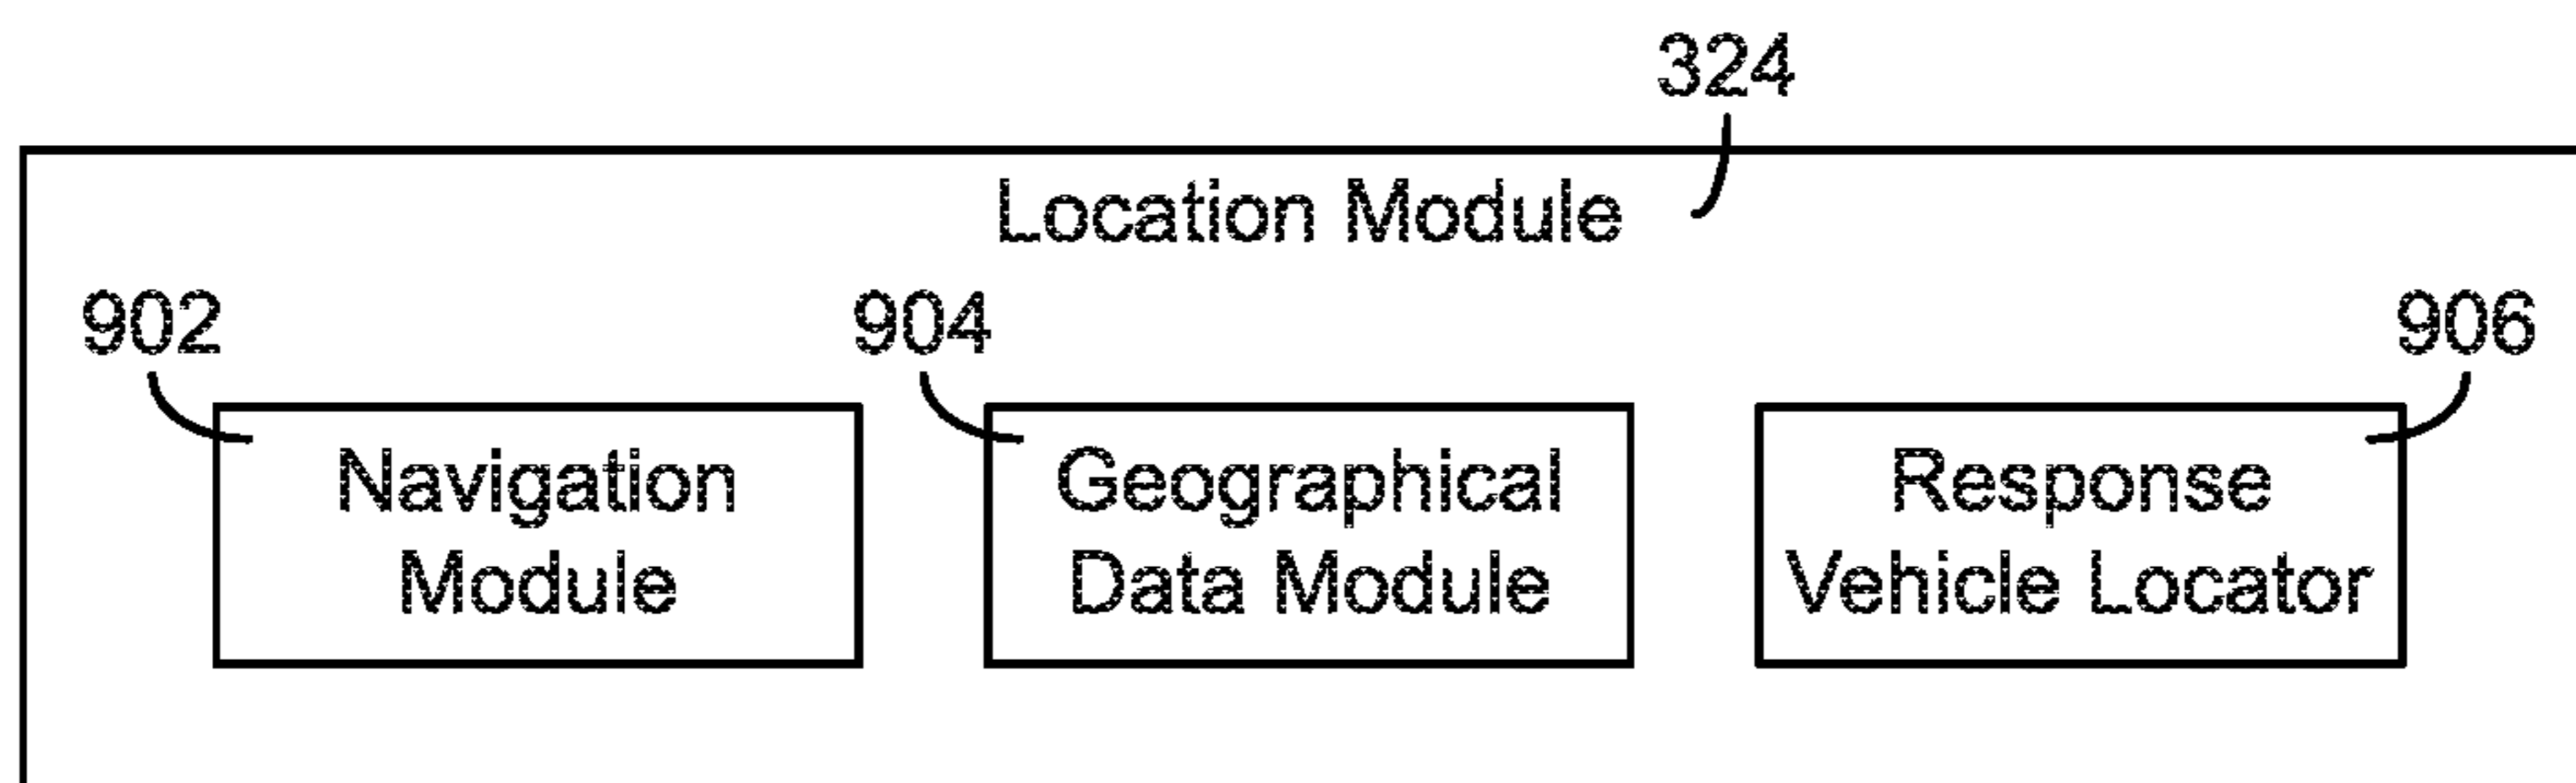 324
Location Module
902
904
906
Navigation
Module
Geographical
Data Module
Response
Vehicle Locator